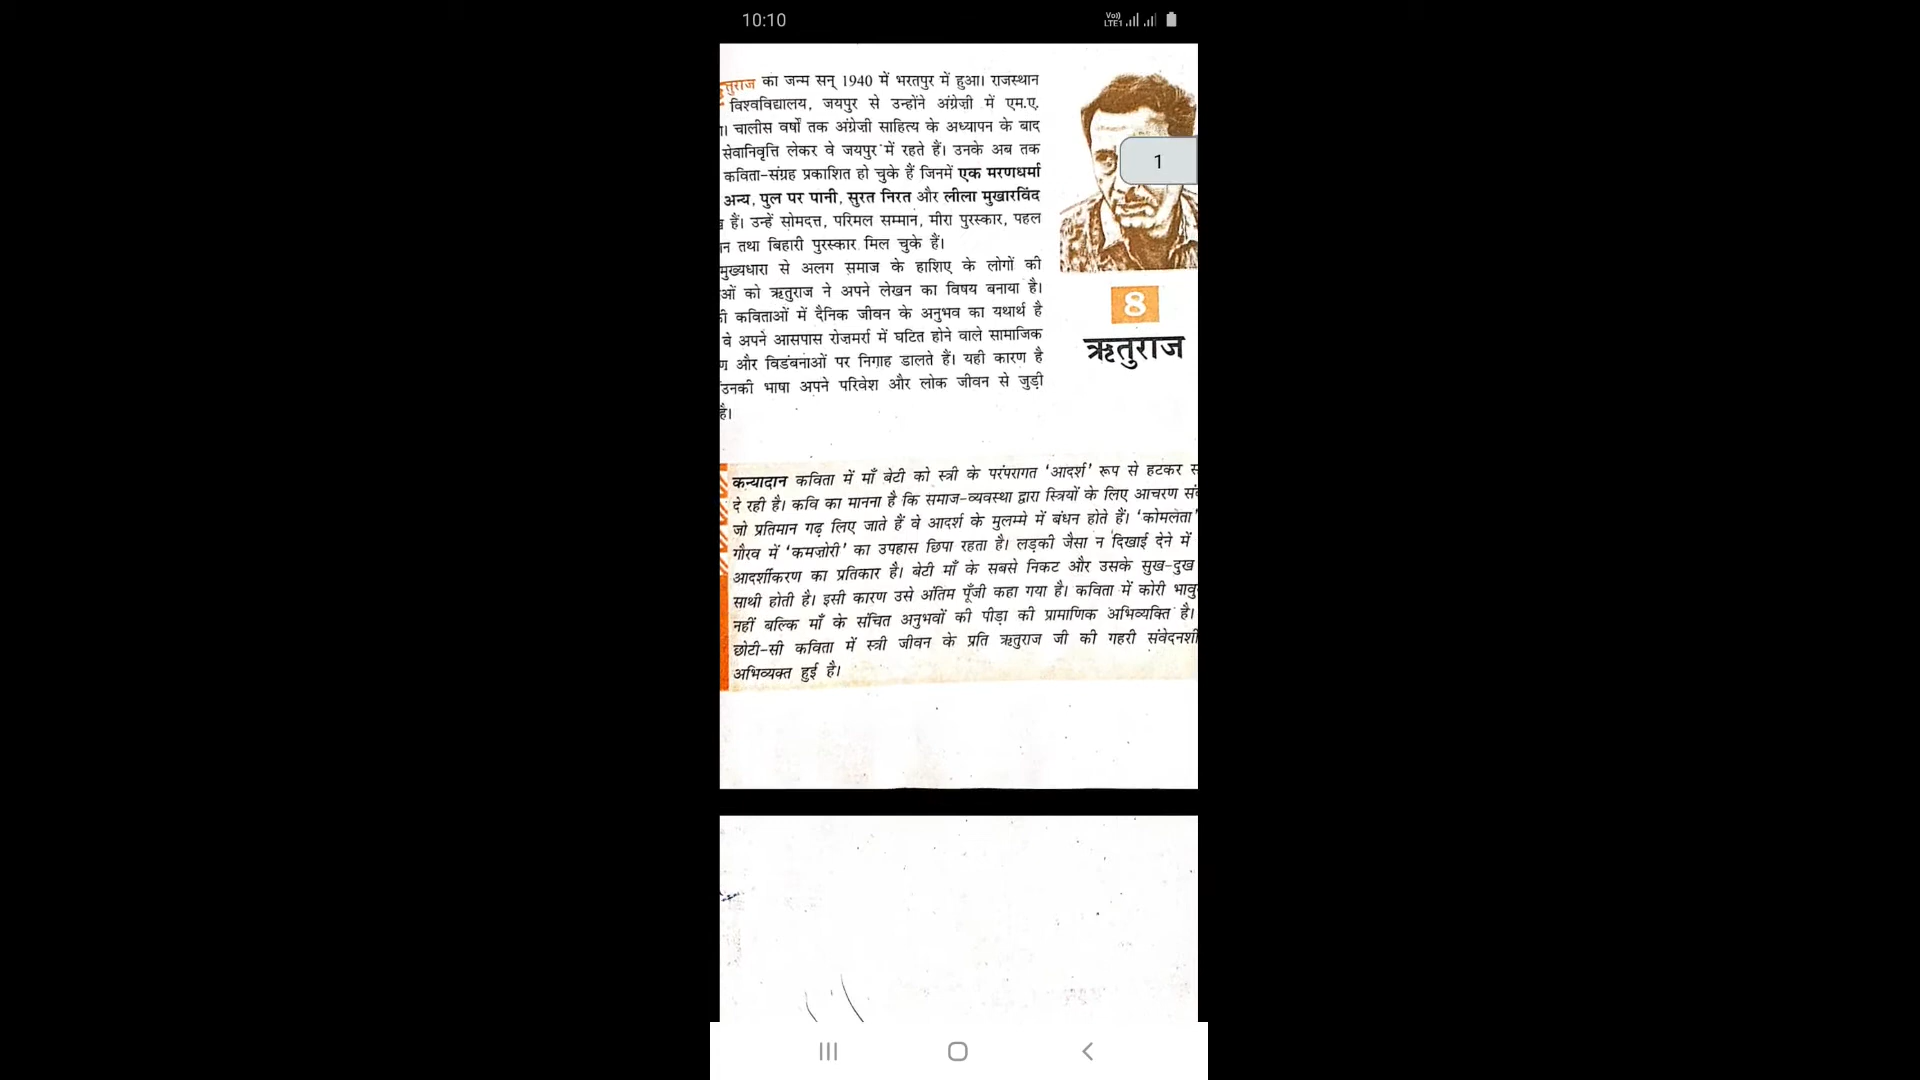 10:10
Vo)) LTE1
तुराज का जन्म सन् 1940 में भरतपुर में हुआ। राजस्थान
विश्वविद्यालय, जयपुर से उन्होंने अंग्रेज़ी में एम.ए.
चालीस वर्षों तक अंग्रेज़ी साहित्य के अध्यापन के बाद
सेवानिवृत्ति लेकर वे जयपुर में रहते हैं। उनके अब तक
कविता-संग्रह प्रकाशित हो चुके हैं जिनमें एक मरणधर्मा
अन्य, पुल पर पानी, सुरत निरत और लीला मुखारविंद
हैं। उन्हें सोमदत्त, परिमल सम्मान, मीरा पुरस्कार, पहल
न तथा बिहारी पुरस्कार मिल चुके हैं।
मुख्यधारा से अलग समाज के हाशिए के लोगों की
ओं को ऋतुराज ने अपने लेखन का विषय बनाया है।
की कविताओं में दैनिक जीवन के अनुभव का यथार्थ है
वे अपने आसपास रोज़मर्रा में घटित होने वाले सामाजिक
ण और विडंबनाओं पर निगाह डालते हैं। यही कारण है
उनकी भाषा अपने परिवेश और लोक जीवन से जुड़ी
है।
1
8
ऋतुराज
कन्यादान कविता में माँ बेटी को स्त्री के परंपरागत 'आदर्श' रूप से हटकर स
दे रही है। कवि का मानना है कि समाज-व्यवस्था द्वारा स्त्रियों के लिए आचरण सं
जो प्रतिमान गढ़ लिए जाते हैं वे आदर्श के मुलम्मे में बंधन होते हैं। 'कोमलता'
गौरव में 'कमज़ोरी' का उपहास छिपा रहता है। लड़की जैसा न दिखाई देने में
आदर्शीकरण का प्रतिकार है। बेटी माँ के सबसे निकट और उसके सुख-दुख
साथी होती है। इसी कारण उसे अंतिम पूँजी कहा गया है। कविता में कोरी भावु
नहीं बल्कि माँ के संचित अनुभवों की पीड़ा की प्रामाणिक अभिव्यक्ति है।
छोटी-सी कविता में स्त्री जीवन के प्रति ऋतुराज जी की गहरी संवेदनशी
अभिव्यक्त हुई है।